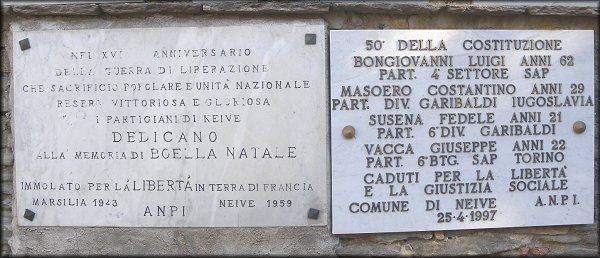 NEL XV° ANNIVERSARIO
DELLA GUERRA DI LIBERAZIONE
CHE SACRIFICIO POPOLARE E UNITÀ NAZIONALE
RESERO VITTORIOSA E GLORIOSA
I PARTIGIANI DI NEIVE
DEDICANO
ALLA MEMORIA DI BOELLA NATALE
IMMOLATO PER LA LIBERTÀ IN TERRA DI FRANCIA
MARSILIA 1943 NEIVE 1959
ANPI
50° DELLA COSTITUZIONE
BONGIOVANNI LUIGI ANNI 62
PART. 4° SETTORE SAP
MASOERO COSTANTINO ANNI 29
PART. DIV. GARIBALDI IUGOSLAVIA
SUSENA FEDELE ANNI 21
PART. 6° DIV. GARIBALDI
VACCA GIUSEPPE ANNI 22
PART. 6° BTG. SAP TORINO
CADUTI PER LA LIBERTA'
E LA GIUSTIZIA SOCIALE
COMUNE DI NEIVE A.N.P.I.
25-4-1997